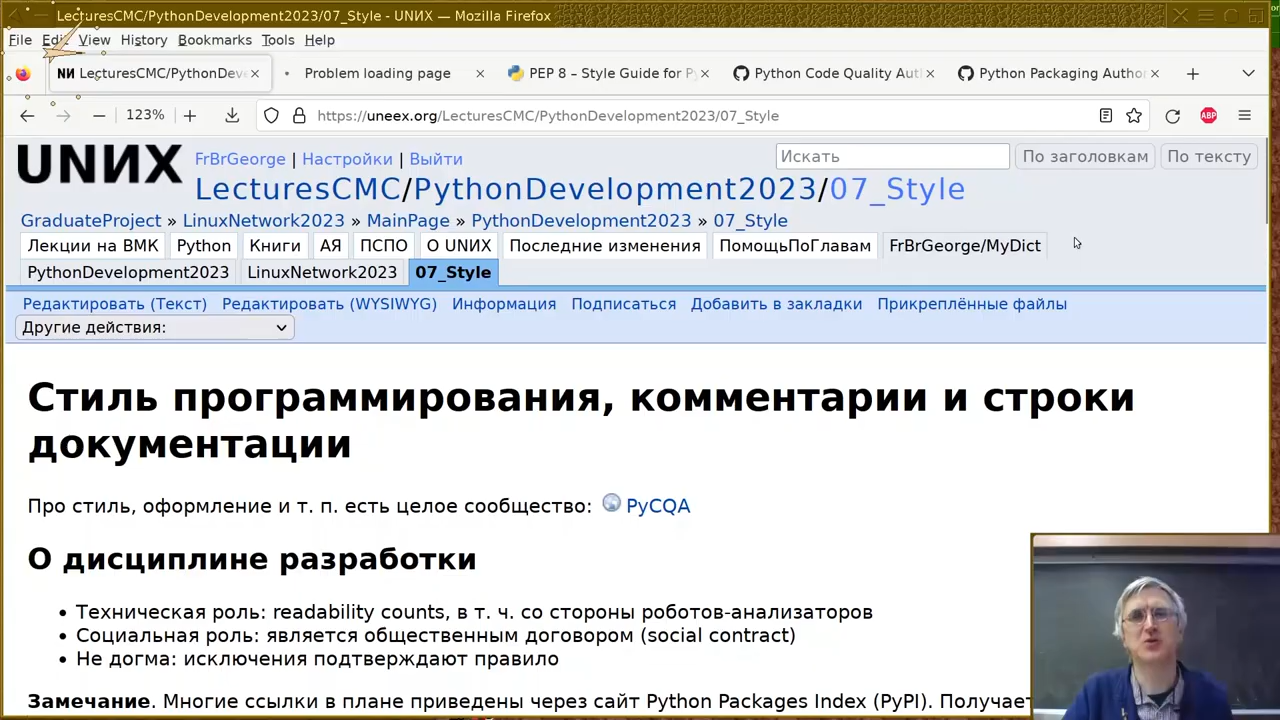 LecturesCMC/PythonDevelopment2023/07_Style - UNИX — Mozilla Firefox
File Edit View History Bookmarks Tools Help
NИ LecturesCMC/PythonDeve
Problem loading page
PEP 8 – Style Guide for Py
Python Code Quality Auth
Python Packaging Author
123%
https://uneex.org/LecturesCMC/PythonDevelopment2023/07_Style
ABP
UNИX
FrBrGeorge | Настройки | Выйти
Искать
По заголовкам
По тексту
LecturesCMC/PythonDevelopment2023/07_Style
GraduateProject » LinuxNetwork2023 » MainPage » PythonDevelopment2023 » 07_Style
Лекции на ВМК Python Книги АЯ ПСПО О UNIX Последние изменения ПомощьПоГлавам FrBrGeorge/MyDict
PythonDevelopment2023 LinuxNetwork2023 07_Style
Редактировать (Текст) Редактировать (WYSIWYG) Информация Подписаться Добавить в закладки Прикреплённые файлы
Другие действия:
Стиль программирования, комментарии и строки
документации
Про стиль, оформление и т. п. есть целое сообщество: PyCQA
О дисциплине разработки
• Техническая роль: readability counts, в т. ч. со стороны роботов-анализаторов
• Социальная роль: является общественным договором (social contract)
• Не догма: исключения подтверждают правило
Замечание. Многие ссылки в плане приведены через сайт Python Packages Index (PyPI). Получает